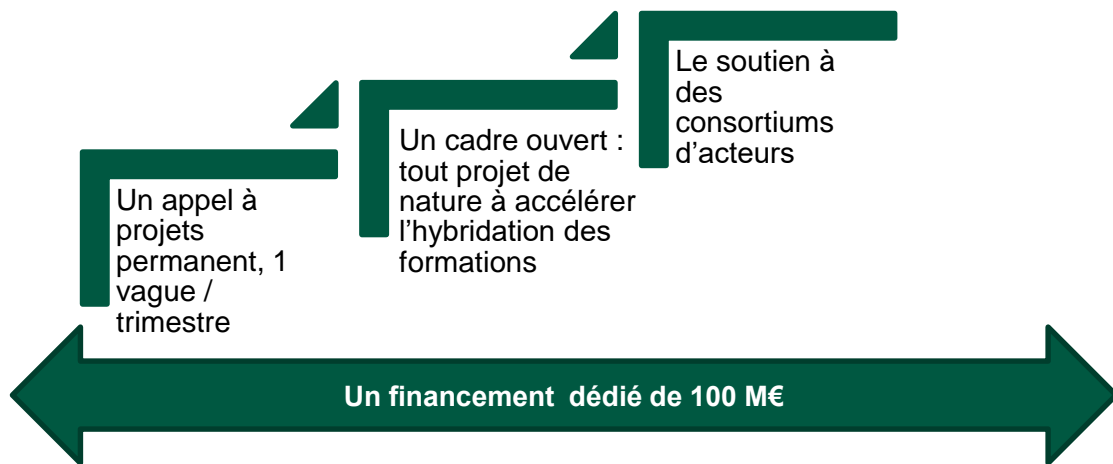 Un appel à
projets
permanent, 1
vague /
trimestre
Un cadre ouvert :
tout projet de
nature à accélérer
l’hybridation des
formations
Le soutien à
des
consortiums
d’acteurs
Un financement  dédié de 100 M€